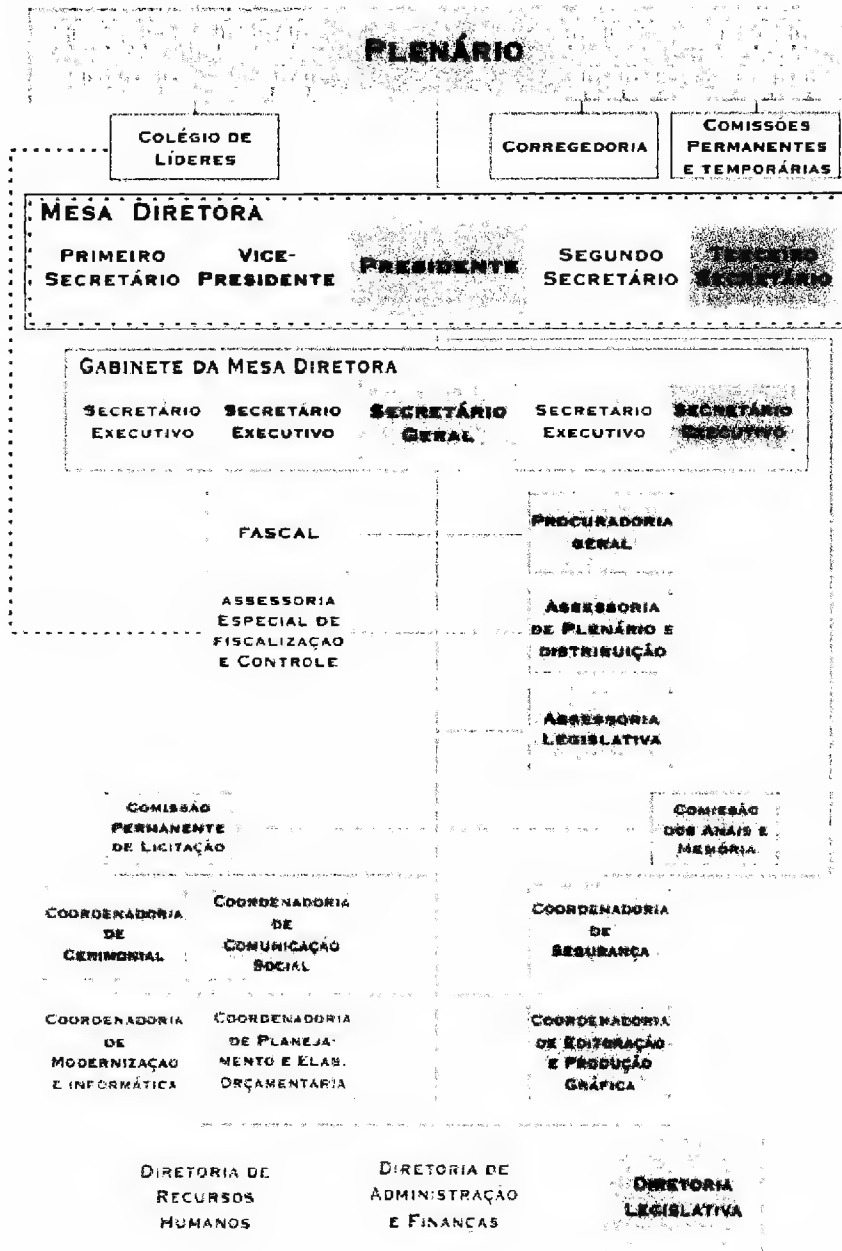 PLENÁRIO
COLÉGIO DE
LÍDERES
CORREGEDORIA
COMISSÕES
PERMANENTES
E TEMPORÁRIAS
MESA DIRETORA
PRIMEIRO
SECRETÁRIO
VICE-
PRESIDENTE
PRESIDENTE
SEGUNDO
SECRETÁRIO
TERCEIRO
SECRETÁRIO
GABINETE DA MESA DIRETORA
SECRETÁRIO
EXECUTIVO
SECRETÁRIO
EXECUTIVO
SECRETÁRIO
GERAL
SECRETARIO
EXECUTIVO
SECRETÁRIO
EXECUTIVO
FASCAL
PROCURADORIA
GERAL
ASSESSORIA
ESPECIAL DE
FISCALIZAÇÃO
E CONTROLE
ASSESSORIA
DE PLENÁRIO E
DISTRIBUIÇÃO
ASSESSORIA
LEGISLATIVA
COMISSÃO
PERMANENTE
DE LICITAÇÃO
COMISSÃO
DOS ANAIS E
MEMÓRIA
COORDENADORIA
DE
CERIMONIAL
COORDENADORIA
DE
COMUNICAÇÃO
SOCIAL
COORDENADORIA
DE
SEGURANÇA
COORDENADORIA
DE
MODERNIZAÇÃO
E INFORMÁTICA
COORDENADORIA
DE PLANEJA-
MENTO E ELAB.
ORÇAMENTÁRIA
COORDENADORIA
DE EDITORAÇÃO
E PRODUÇÃO
GRÁFICA
DIRETORIA DE
RECURSOS
HUMANOS
DIRETORIA DE
ADMINISTRAÇÃO
E FINANÇAS
DIRETORIA
LEGISLATIVA